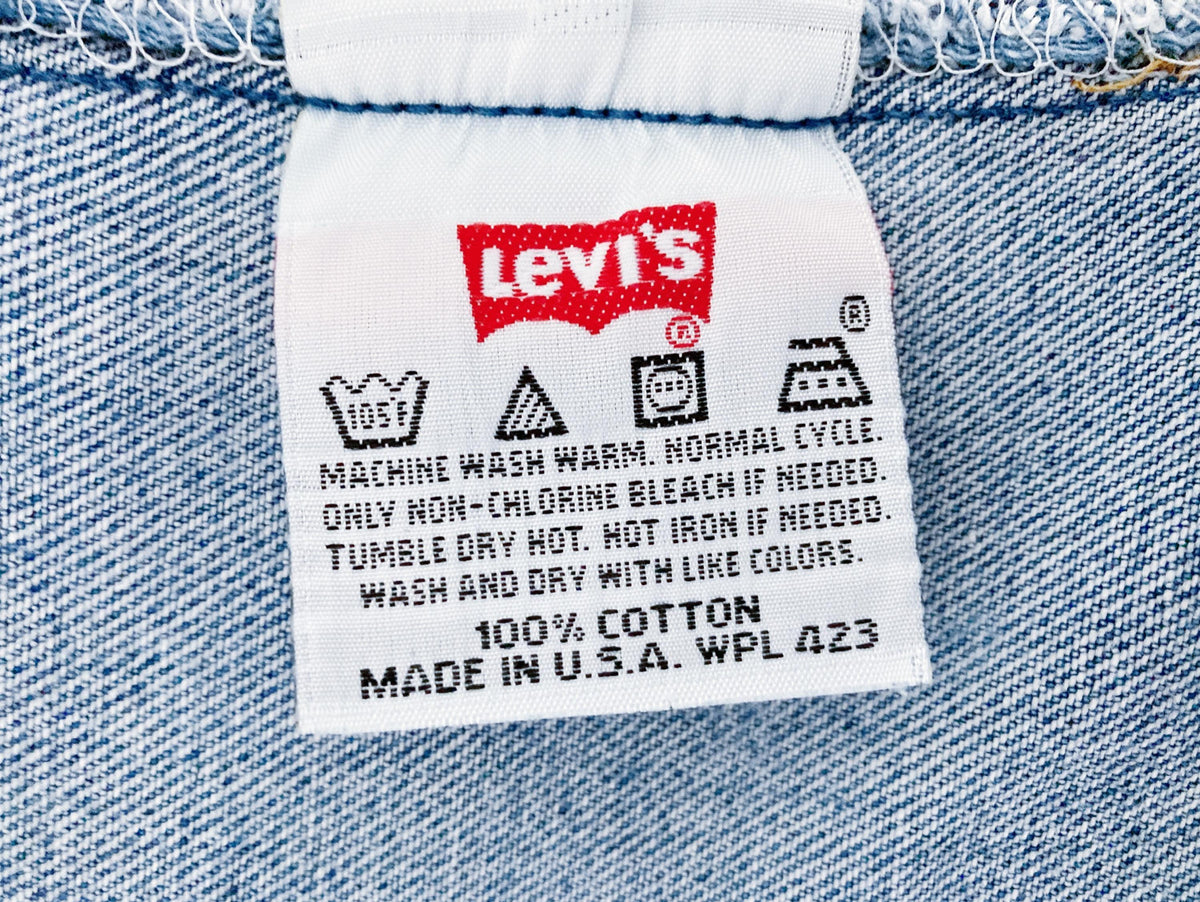 Levi's
®
®
105F
MACHINE WASH WARM. NORMAL CYCLE.
ONLY NON-CHLORINE BLEACH IF NEEDED.
TUMBLE DRY HOT. HOT IRON IF NEEDED.
WASH AND DRY WITH LIKE COLORS.
100% COTTON
MADE IN U.S.A. WPL 423